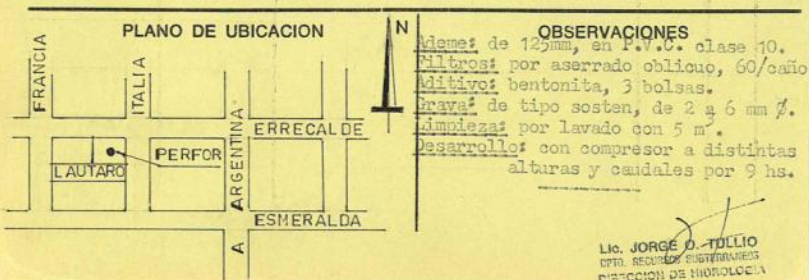 PLANO DE UBICACION
N
FRANCIA
ITALIA
ARGENTINA
ERRECALDE
PERFOR
LAUTARO
ESMERALDA
A
OBSERVACIONES
Ademe: de 125mm, en P.V.C. clase 10.
Filtros: por aserrado oblicuo, 60/caño
Aditivo: bentonita, 3 bolsas.
Grava: de tipo sosten, de 2 a 6 mm Ø.
Limpieza: por lavado con 5 m³.
Desarrollo: con compresor a distintas
alturas y caudales por 9 hs.
Lic. JORGE O. TULLIO
DPTO. RECURSOS SUBTERRANEOS
DIRECCION DE HIDROLOGIA